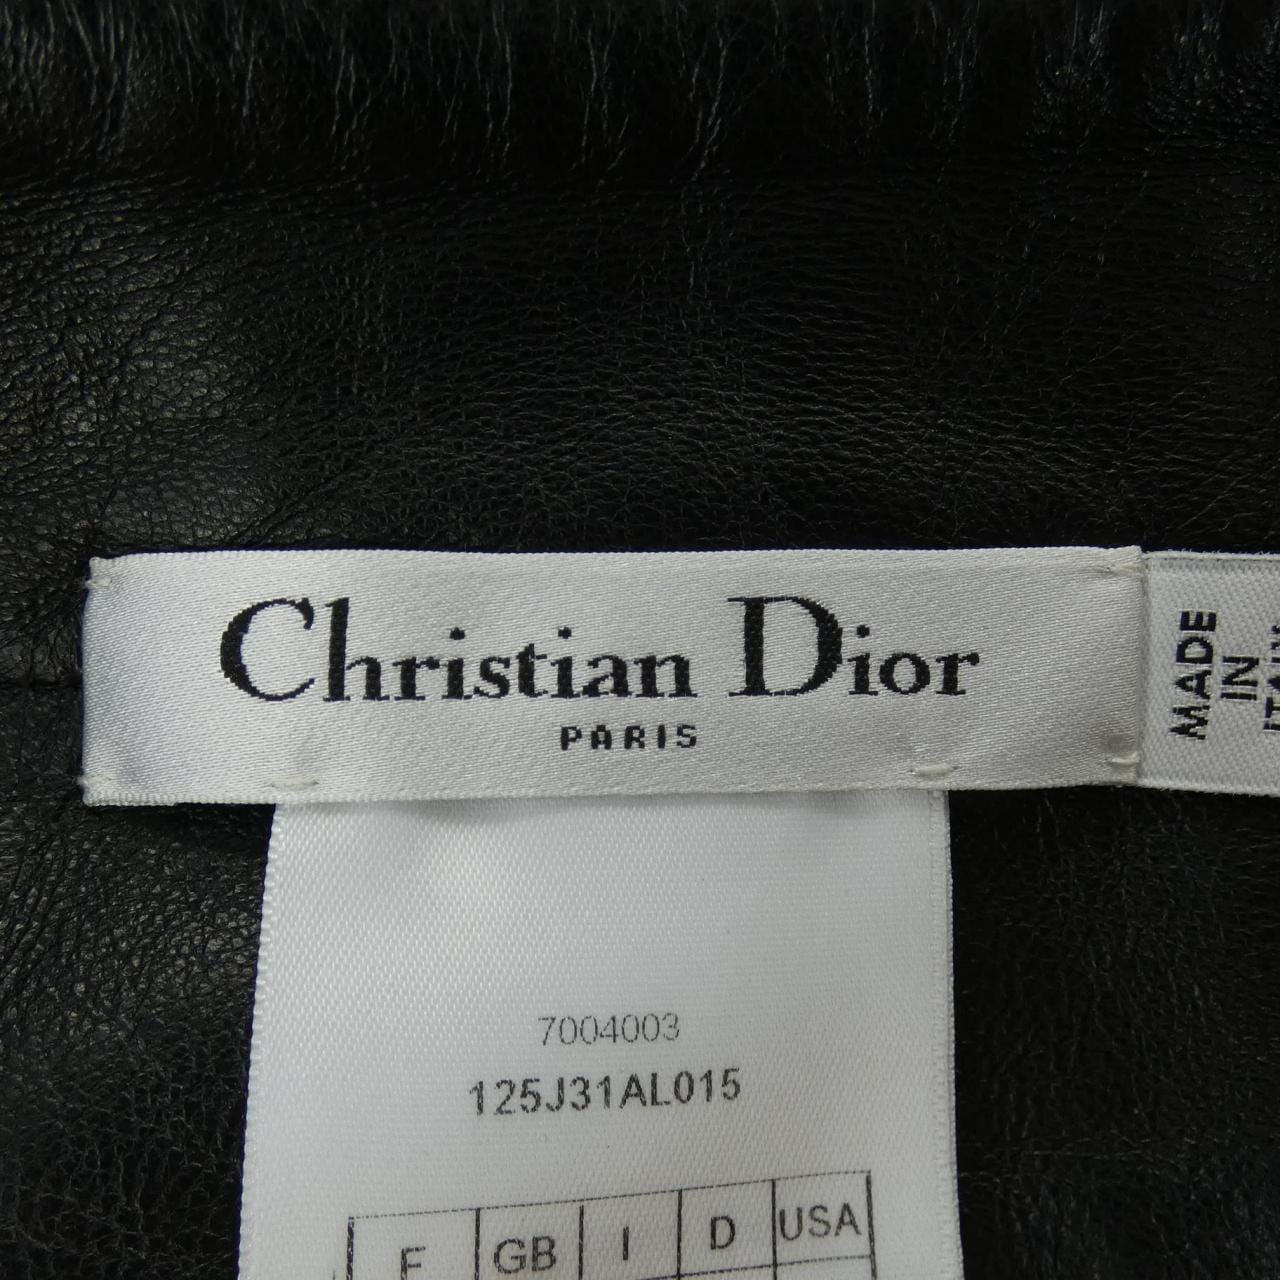 Christian Dior
PARIS
MADE
IN
7004003
125J31AL015
F GB I D USA